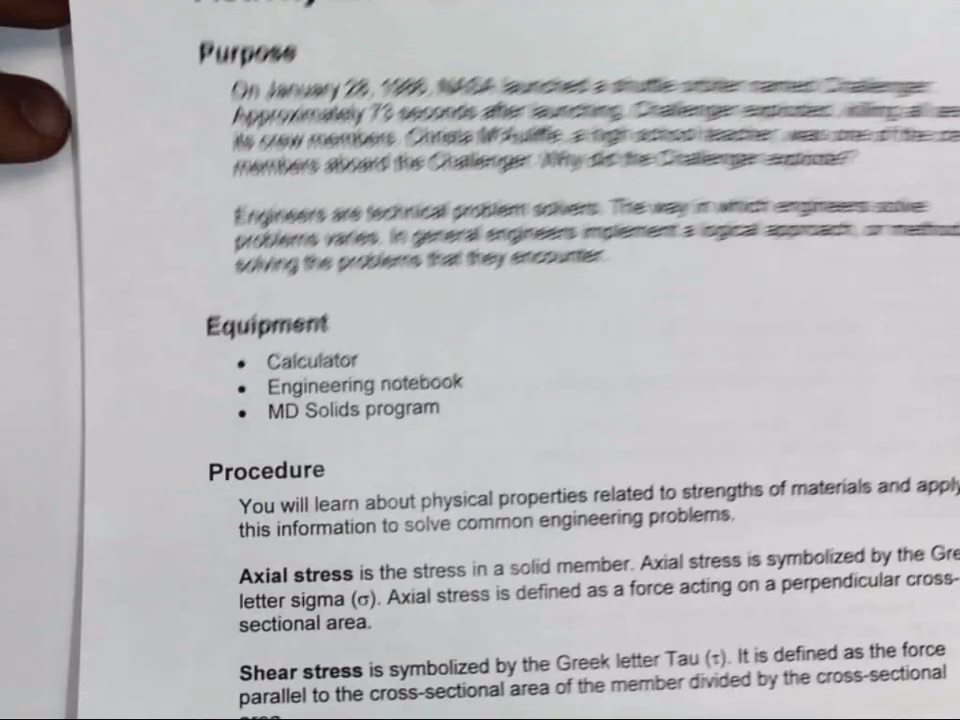 Purpose
On January 28, 1986, NASA launched a shuttle orbiter named Challenger.
Approximately 73 seconds after launching, Challenger exploded, killing all
its crew members. Christa McAuliffe, a high school teacher, was one of the
members aboard the Challenger. Why did the Challenger explode?
Engineers are technical problem solvers. The way in which engineers solve
problems varies. In general engineers implement a logical approach, or method
solving the problems that they encounter.
Equipment
• Calculator
• Engineering notebook
• MD Solids program
Procedure
You will learn about physical properties related to strengths of materials and apply
this information to solve common engineering problems.
Axial stress is the stress in a solid member. Axial stress is symbolized by the Gre
letter sigma (σ). Axial stress is defined as a force acting on a perpendicular cross-
sectional area.
Shear stress is symbolized by the Greek letter Tau (τ). It is defined as the force
parallel to the cross-sectional area of the member divided by the cross-sectional